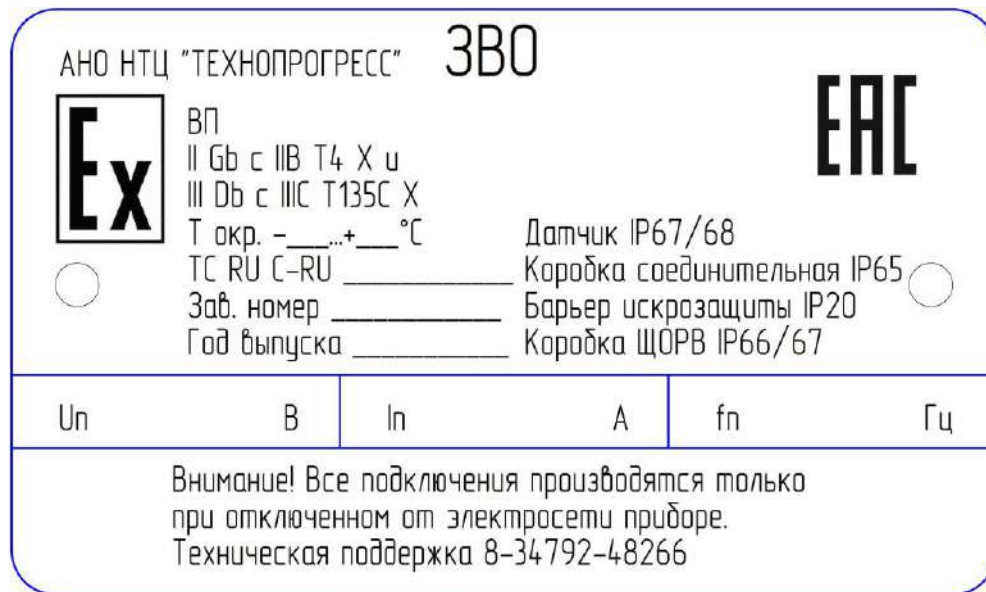 АНО НТЦ "ТЕХНОПРОГРЕСС" ЗВО
EAC
Ex
ВП
II Gb c IIB T4 X и
III Db c IIIC T135C X
Т окр. -___...+___°C Датчик IP67/68
ТС RU C-RU ____________ Коробка соединительная IP65
Зав. номер ____________ Барьер искрозащиты IP20
Год выпуска ___________ Коробка ЩОРВ IP66/67
Un В In А fn Гц
Внимание! Все подключения производятся только
при отключенном от электросети приборе.
Техническая поддержка 8-34792-48266